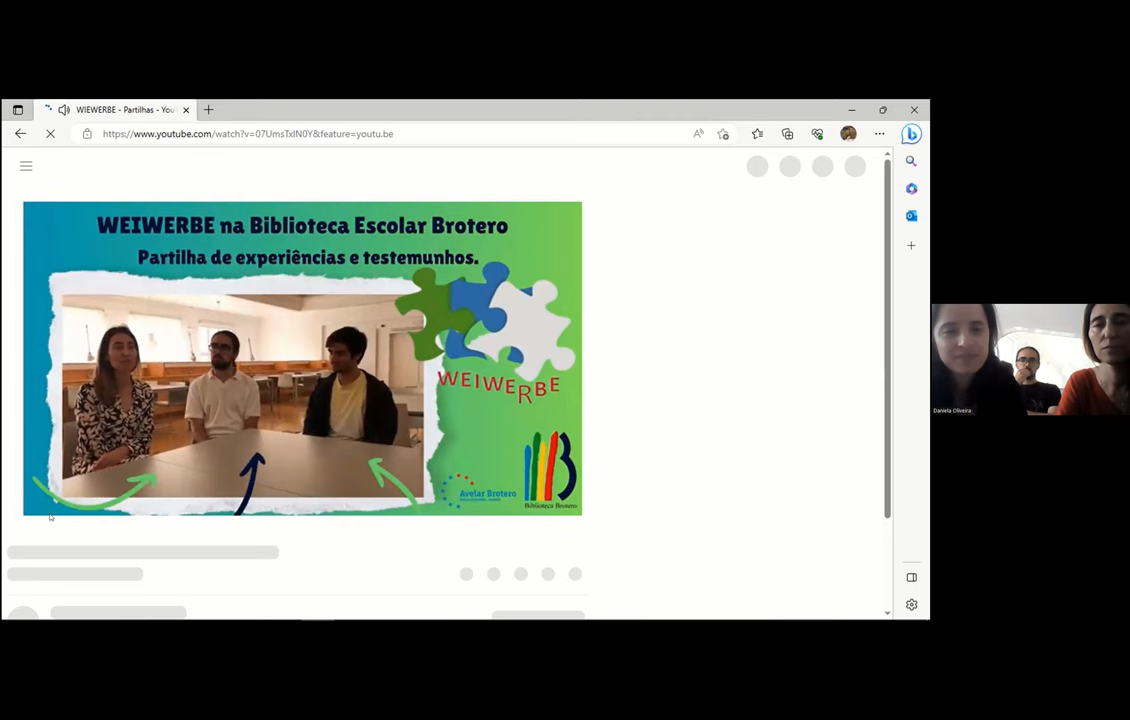 WIEWERBE - Partilhas - You
https://www.youtube.com/watch?v=07UmsTxIN0Y&feature=youtu.be
WEIWERBE na Biblioteca Escolar Brotero
Partilha de experiências e testemunhos.
WEIWERBE
Avelar Brotero
Biblioteca Brotero
Daniela Oliveira